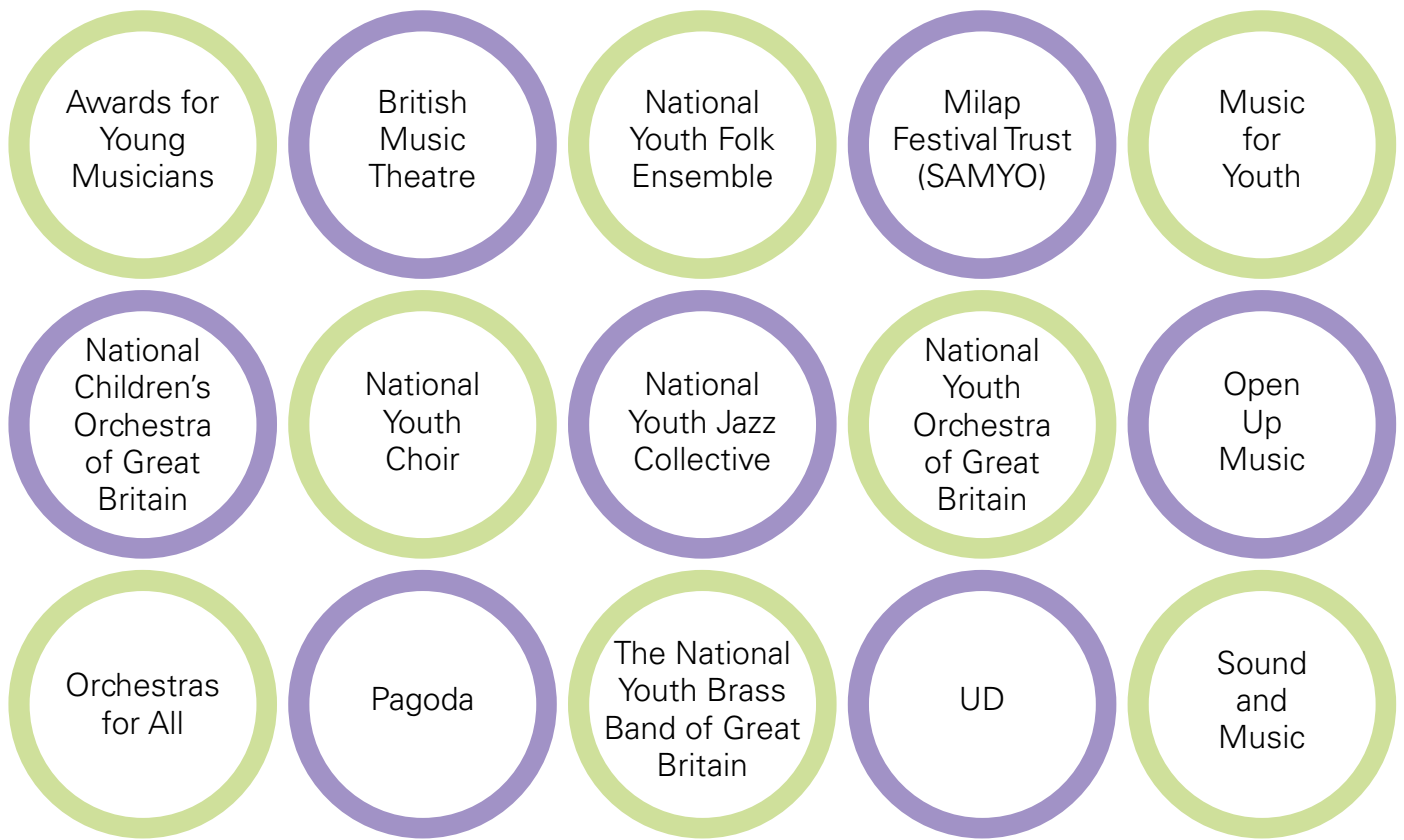 Awards for
Young
Musicians
British
Music
Theatre
National
Youth Folk
Ensemble
Milap
Festival Trust
(SAMYO)
Music
for
Youth
National
Children’s
Orchestra
of Great
Britain
National
Youth
Choir
National
Youth Jazz
Collective
National
Youth
Orchestra
of Great
Britain
Open
Up
Music
Orchestras
for All
Pagoda
The National
Youth Brass
Band of Great
Britain
UD
Sound
and
Music